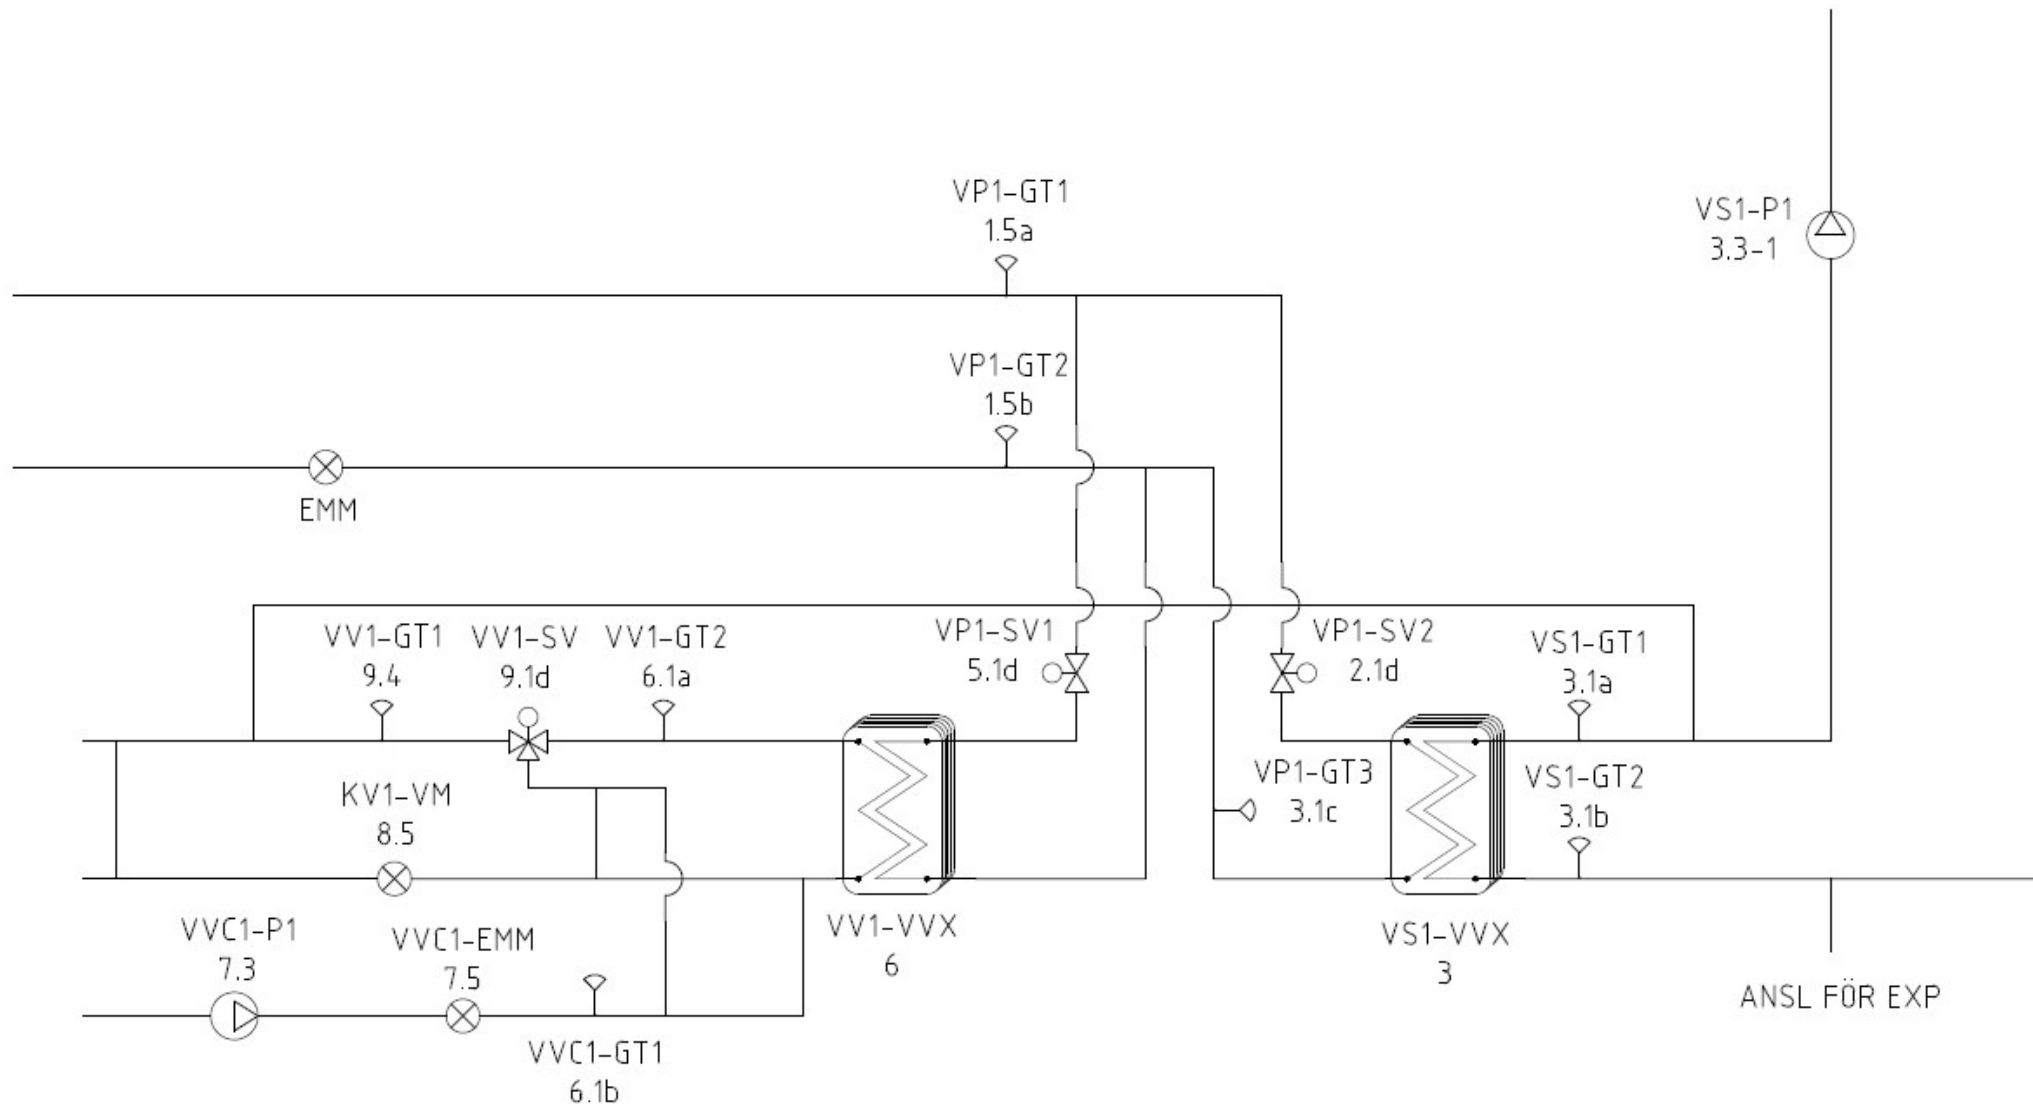 VP1-GT1
1.5a
VS1-P1
3.3-1
VP1-GT2
1.5b
EMM
VV1-GT1
9.4
VV1-SV
9.1d
VV1-GT2
6.1a
VP1-SV1
5.1d
VP1-SV2
2.1d
VS1-GT1
3.1a
KV1-VM
8.5
VP1-GT3
3.1c
VS1-GT2
3.1b
VVC1-P1
7.3
VVC1-EMM
7.5
VV1-VVX
6
VS1-VVX
3
ANSL FÖR EXP
VVC1-GT1
6.1b